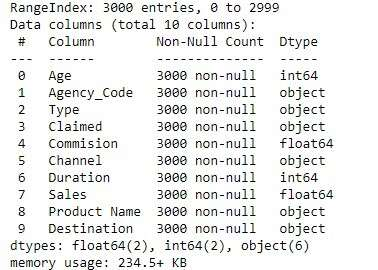 RangeIndex: 3000 entries, 0 to 2999
Data columns (total 10 columns):
 #   Column        Non-Null Count  Dtype
---  ------        --------------  -----
 0   Age           3000 non-null   int64
 1   Agency_Code   3000 non-null   object
 2   Type          3000 non-null   object
 3   Claimed       3000 non-null   object
 4   Commision     3000 non-null   float64
 5   Channel       3000 non-null   object
 6   Duration      3000 non-null   int64
 7   Sales         3000 non-null   float64
 8   Product Name  3000 non-null   object
 9   Destination   3000 non-null   object
dtypes: float64(2), int64(2), object(6)
memory usage: 234.5+ KB